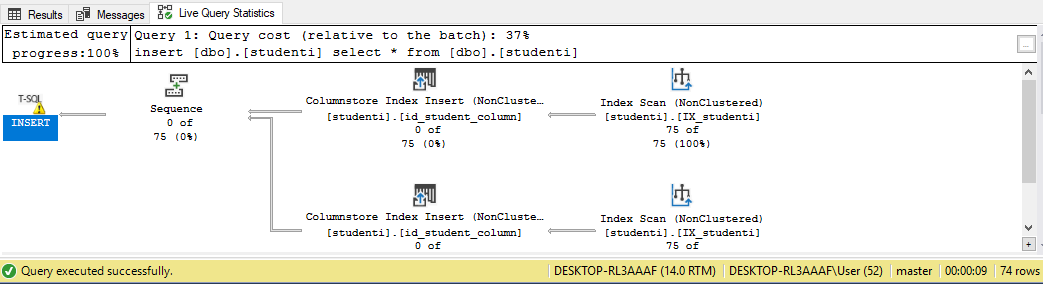 Results Messages Live Query Statistics
Estimated query
progress:100%
Query 1: Query cost (relative to the batch): 37%
insert [dbo].[studenti] select * from [dbo].[studenti]
...
T-SQL
INSERT
Sequence
0 of
75 (0%)
Columnstore Index Insert (NonCluste...
[studenti].[id_student_column]
0 of
75 (0%)
Index Scan (NonClustered)
[studenti].[IX_studenti]
75 of
75 (100%)
Columnstore Index Insert (NonCluste...
[studenti].[id_student_column]
0 of
Index Scan (NonClustered)
[studenti].[IX_studenti]
75 of
+
Query executed successfully. DESKTOP-RL3AAAF (14.0 RTM) DESKTOP-RL3AAAF\User (52) master 00:00:09 74 rows